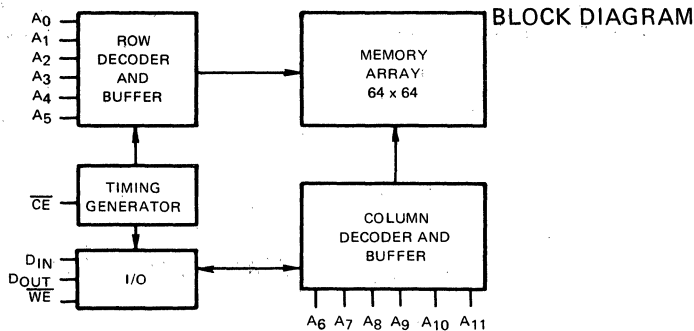 BLOCK DIAGRAM
A0
A1
A2
A3
A4
A5
ROW
DECODER
AND
BUFFER
MEMORY
ARRAY
64 x 64
CE
TIMING
GENERATOR
DIN
DOUT
WE
I/O
COLUMN
DECODER AND
BUFFER
A6 A7 A8 A9 A10 A11